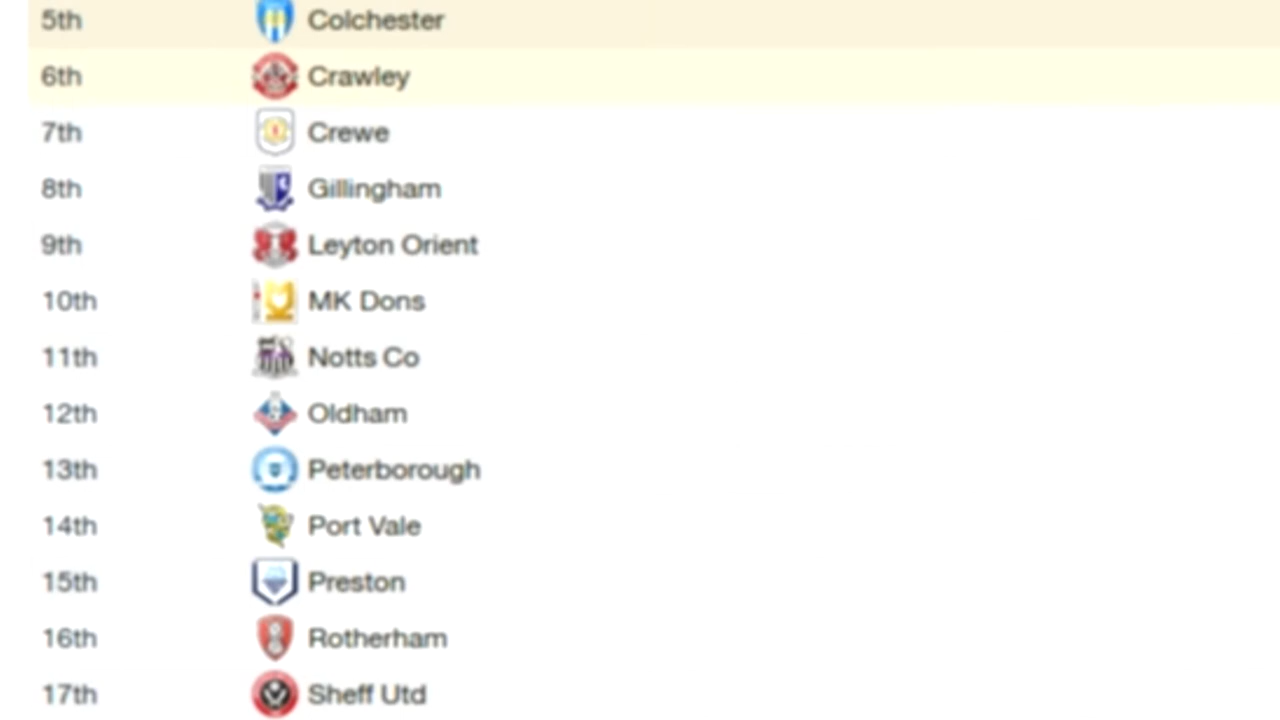 5th Colchester
6th Crawley
7th Crewe
8th Gillingham
9th Leyton Orient
10th MK Dons
11th Notts Co
12th Oldham
13th Peterborough
14th Port Vale
15th Preston
16th Rotherham
17th Sheff Utd